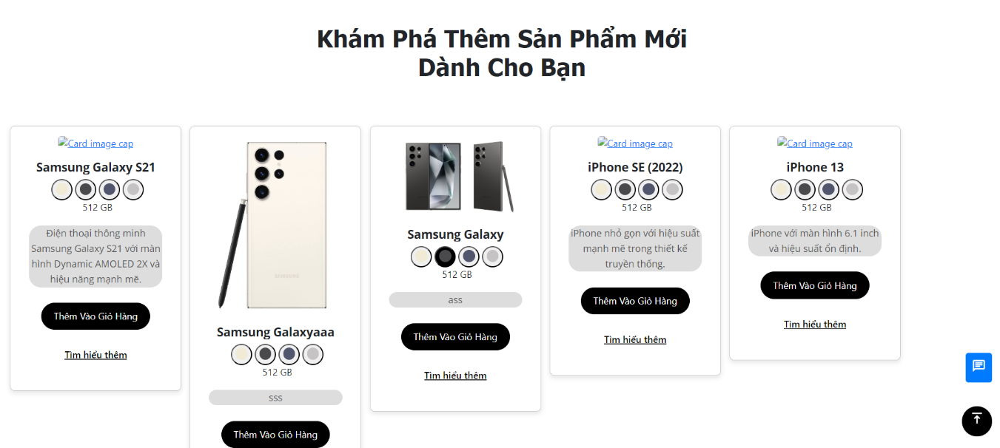 Khám Phá Thêm Sản Phẩm Mới
Dành Cho Bạn
Card image cap
Samsung Galaxy S21
512 GB
Điện thoại thông minh
Samsung Galaxy S21 với màn
hình Dynamic AMOLED 2X và
hiệu năng mạnh mẽ.
Thêm Vào Giỏ Hàng
Tìm hiểu thêm
SAMSUNG
Samsung Galaxyaaa
512 GB
sss
Thêm Vào Giỏ Hàng
Samsung Galaxy
512 GB
ass
Thêm Vào Giỏ Hàng
Tìm hiểu thêm
Card image cap
iPhone SE (2022)
512 GB
iPhone nhỏ gọn với hiệu suất
mạnh mẽ trong thiết kế
truyền thống.
Thêm Vào Giỏ Hàng
Tìm hiểu thêm
Card image cap
iPhone 13
512 GB
iPhone với màn hình 6.1 inch
và hiệu suất ổn định.
Thêm Vào Giỏ Hàng
Tìm hiểu thêm